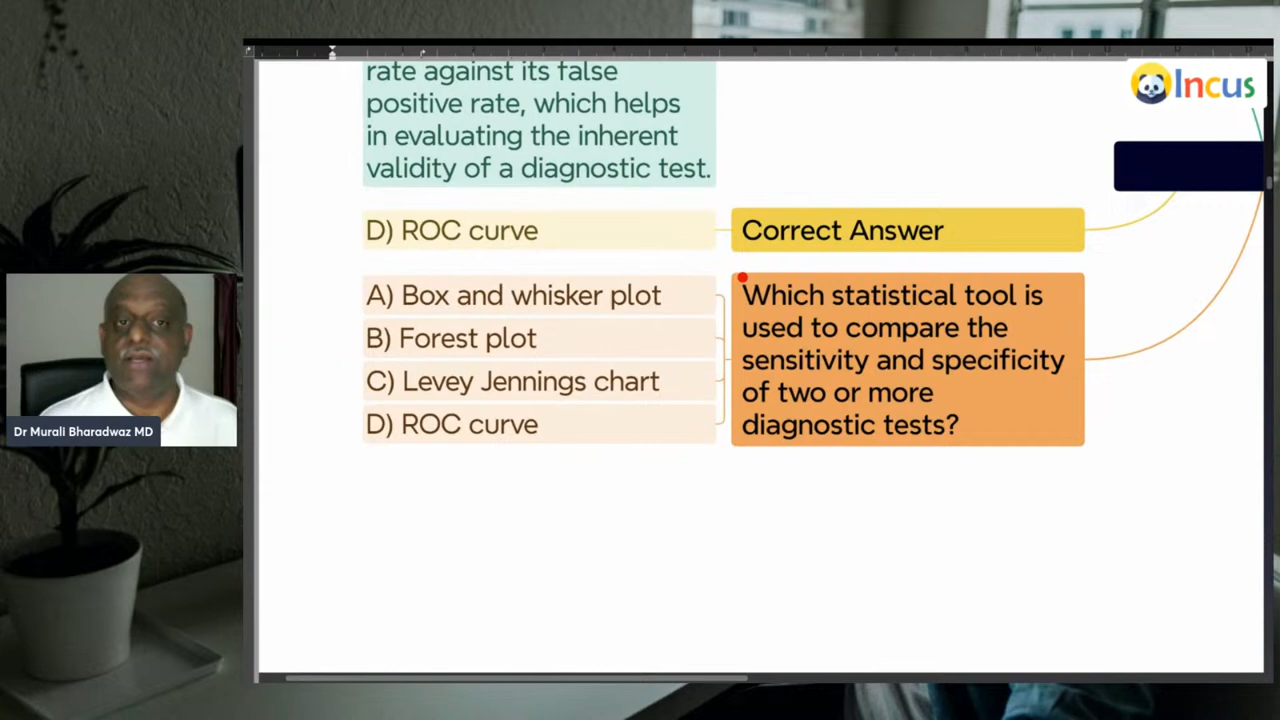 rate against its false
positive rate, which helps
in evaluating the inherent
validity of a diagnostic test.
Incus
D) ROC curve
Correct Answer
A) Box and whisker plot
B) Forest plot
C) Levey Jennings chart
D) ROC curve
Which statistical tool is
used to compare the
sensitivity and specificity
of two or more
diagnostic tests?
Dr Murali Bharadwaz MD